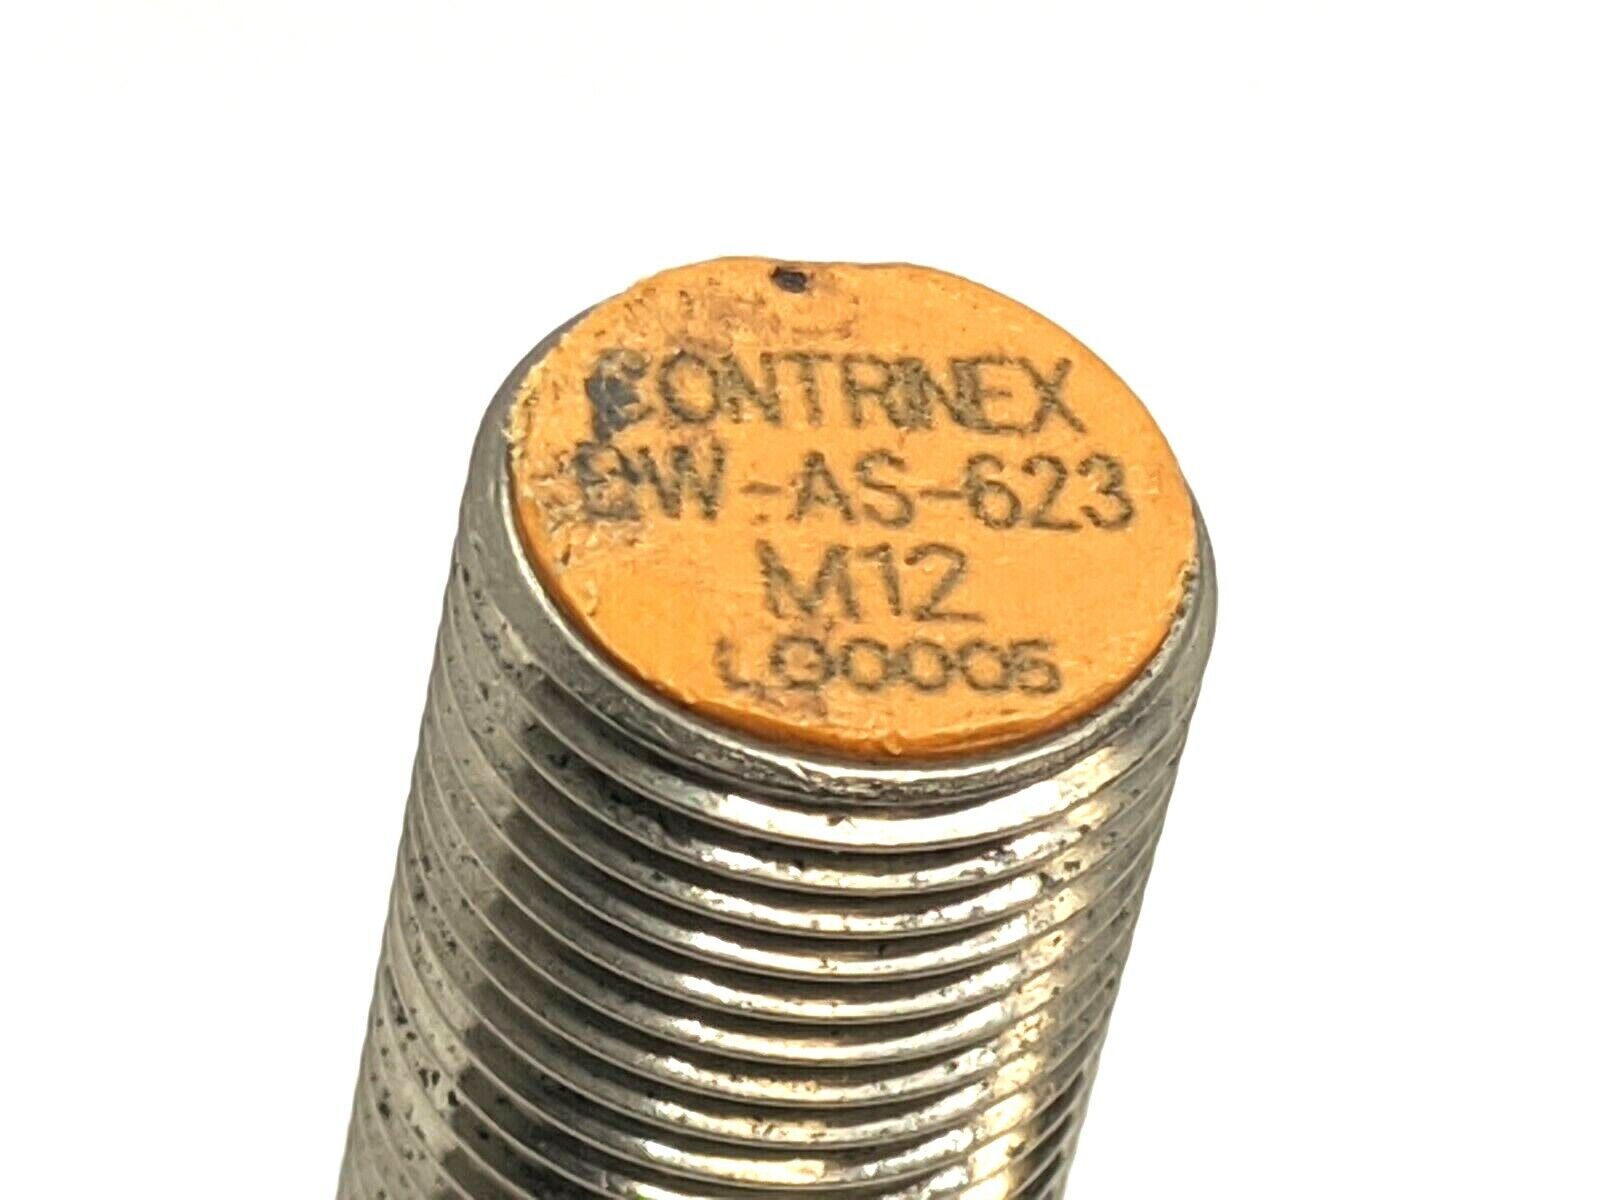 CONTRINEX
DW-AS-623
M12
LG0005